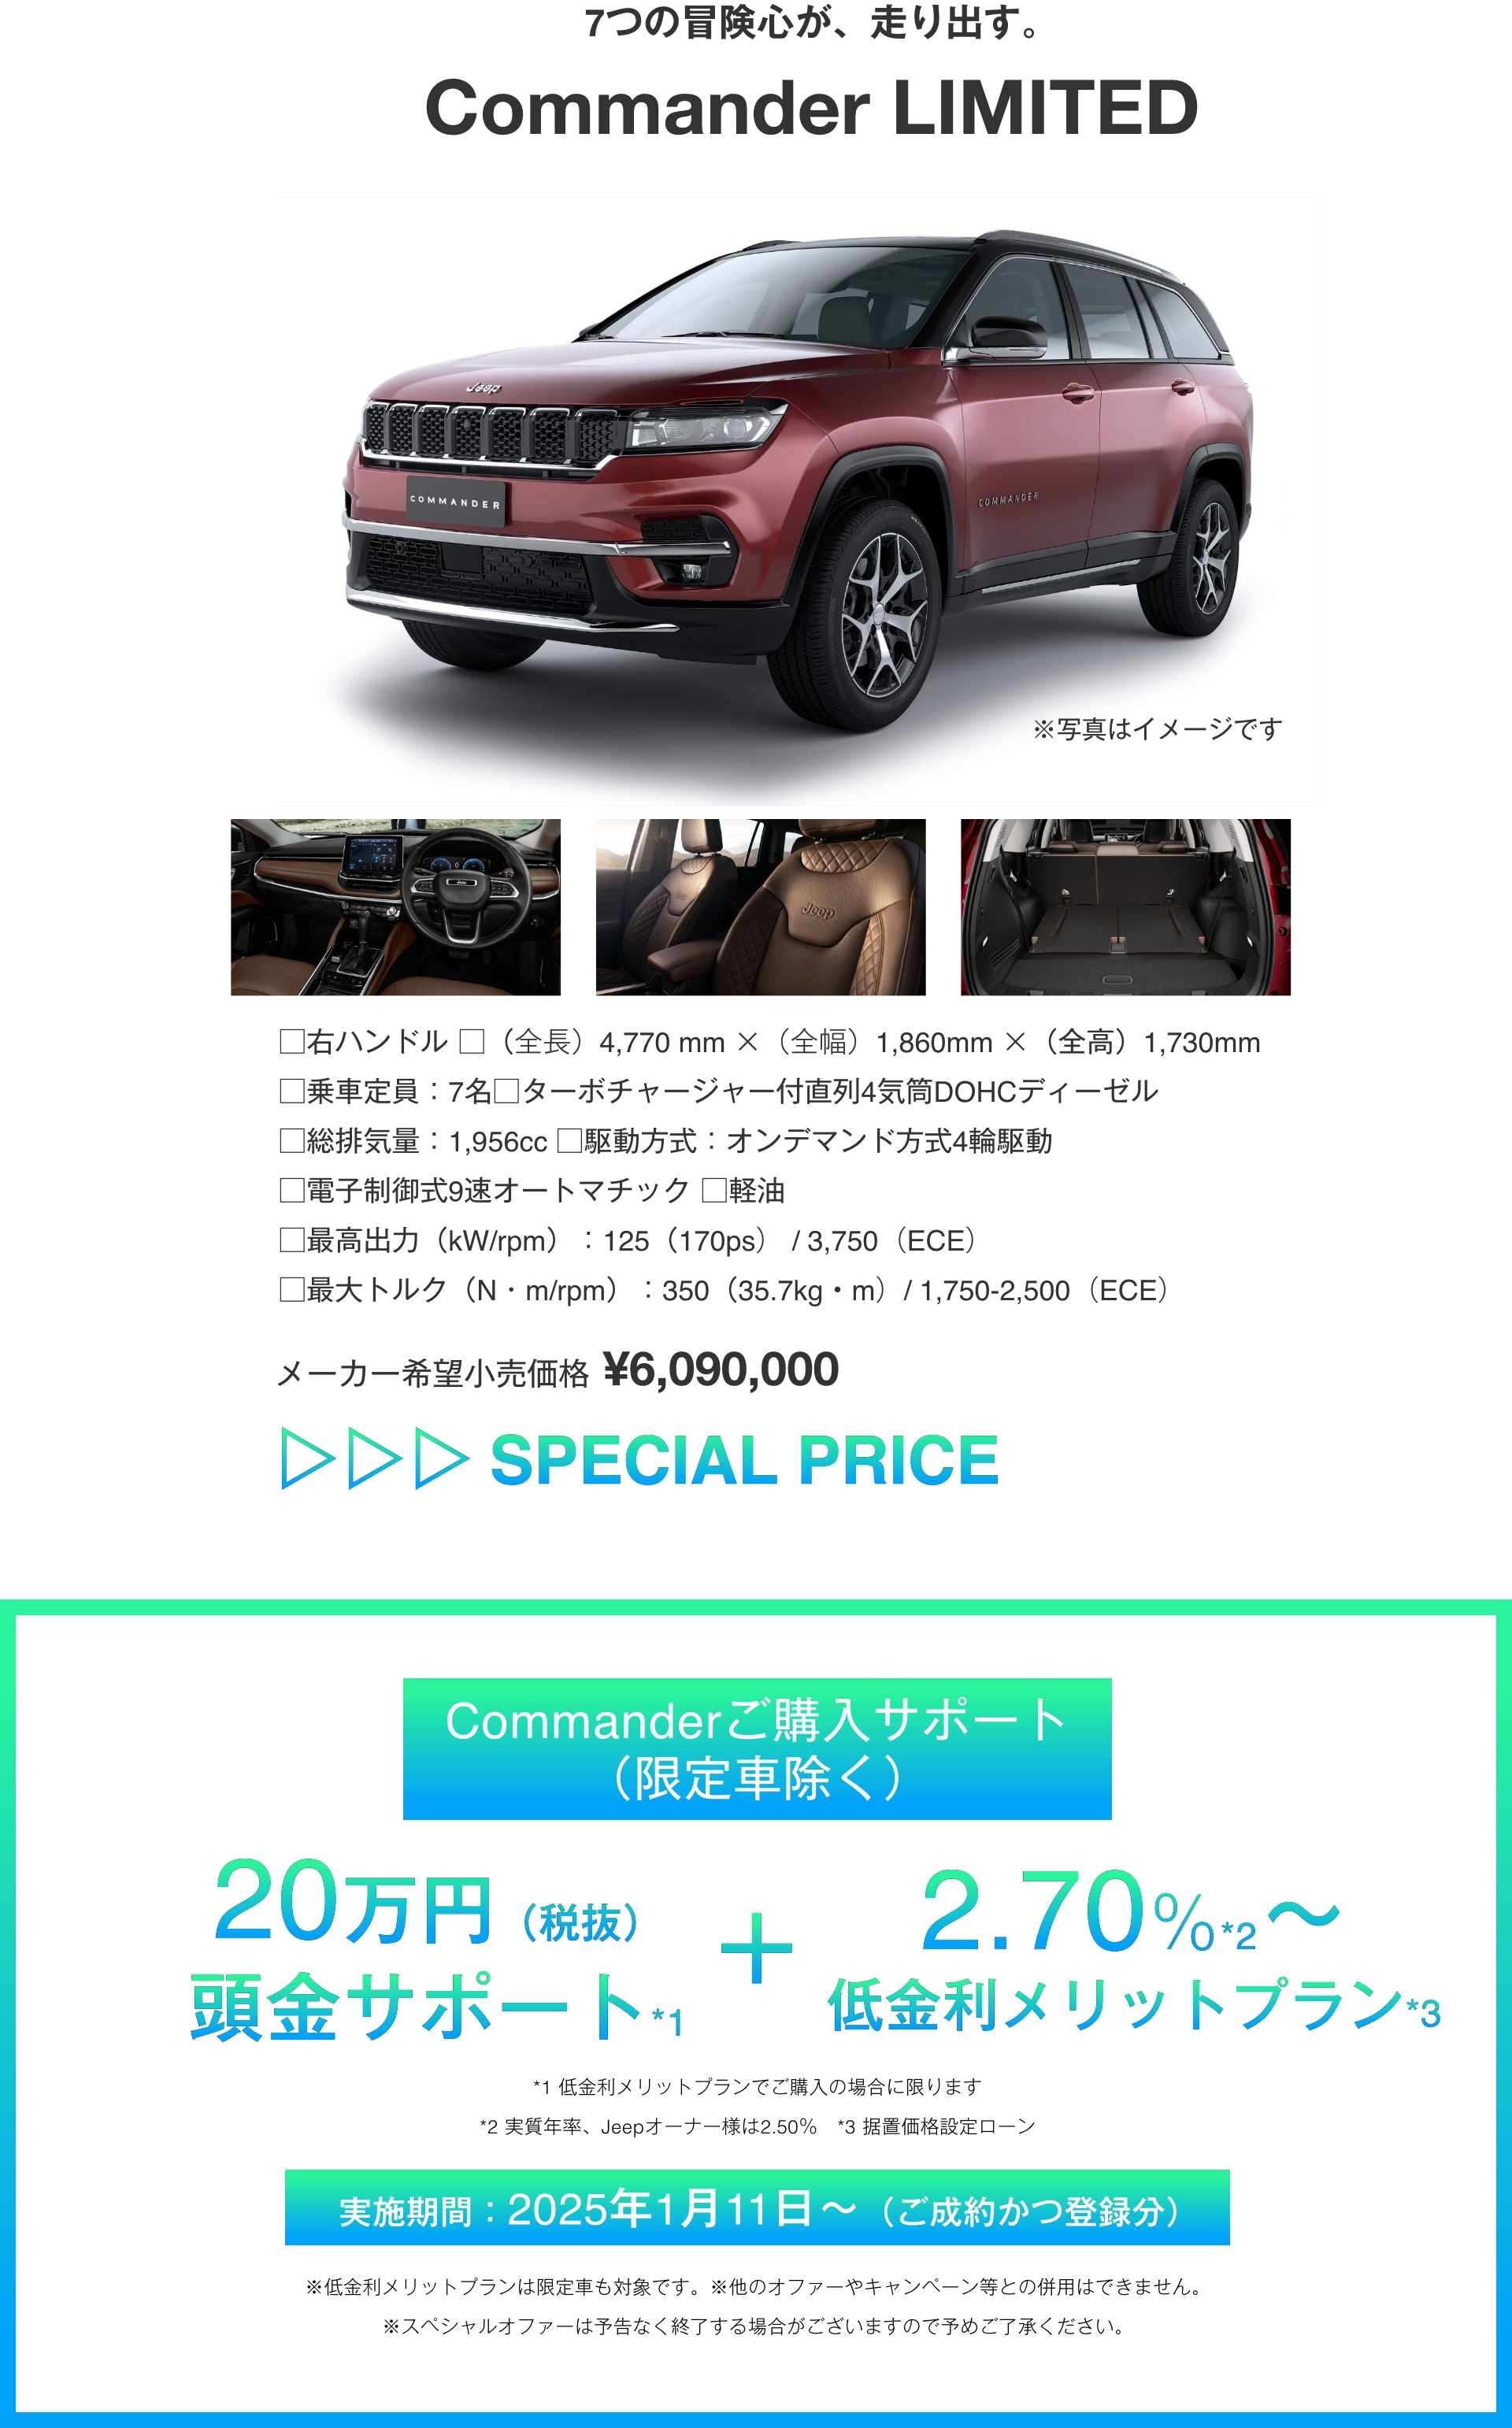 7つの冒険心が、走り出す。
Commander LIMITED
Jeep
COMMANDER
COMMANDER
※写真はイメージです
Jeep
□右ハンドル □（全長）4,770 mm ×（全幅）1,860mm ×（全高）1,730mm
□乗車定員：7名□ターボチャージャー付直列4気筒DOHCディーゼル
□総排気量：1,956cc □駆動方式：オンデマンド方式4輪駆動
□電子制御式9速オートマチック □軽油
□最高出力（kW/rpm）：125（170ps） / 3,750（ECE）
□最大トルク（N・m/rpm）：350（35.7kg・m）/ 1,750-2,500（ECE）
メーカー希望小売価格 ¥6,090,000
▷▷▷ SPECIAL PRICE
Commanderご購入サポート
（限定車除く）
20万円（税抜）
頭金サポート*1
＋
2.70%*2～
低金利メリットプラン*3
*1 低金利メリットプランでご購入の場合に限ります
*2 実質年率、Jeepオーナー様は2.50%　*3 据置価格設定ローン
実施期間：2025年1月11日～（ご成約かつ登録分）
※低金利メリットプランは限定車も対象です。※他のオファーやキャンペーン等との併用はできません。
※スペシャルオファーは予告なく終了する場合がございますので予めご了承ください。